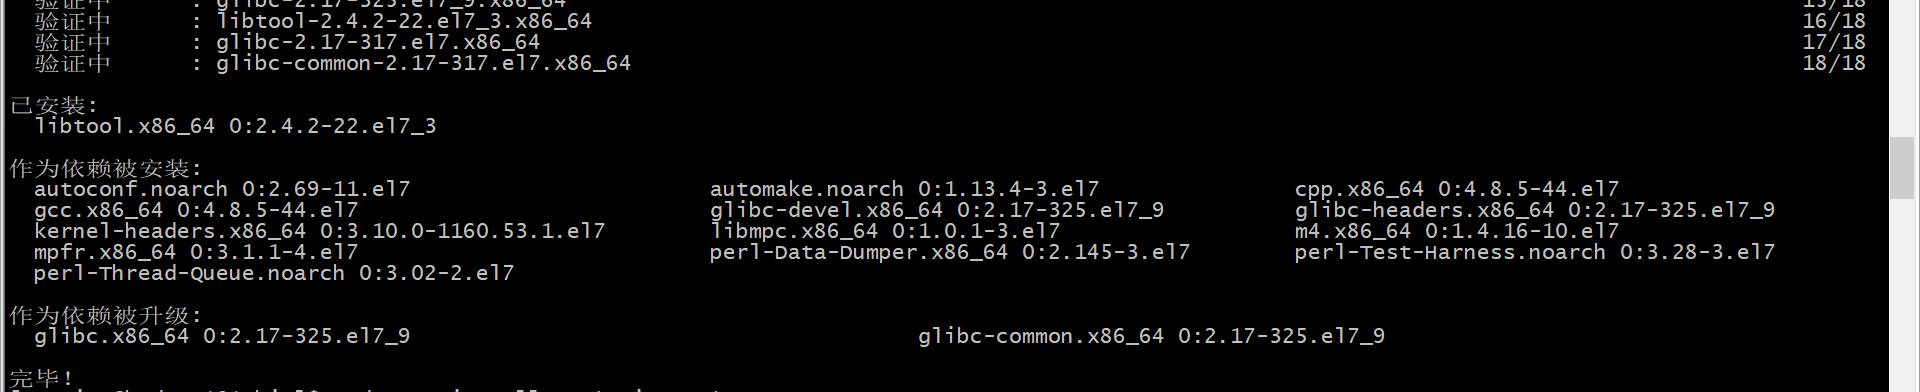 验证中 : glibc-2.17-325.el7_9.x86_64 15/18
验证中 : libtool-2.4.2-22.el7_3.x86_64 16/18
验证中 : glibc-2.17-317.el7.x86_64 17/18
验证中 : glibc-common-2.17-317.el7.x86_64 18/18
已安装:
libtool.x86_64 0:2.4.2-22.el7_3
作为依赖被安装:
autoconf.noarch 0:2.69-11.el7 automake.noarch 0:1.13.4-3.el7 cpp.x86_64 0:4.8.5-44.el7
gcc.x86_64 0:4.8.5-44.el7 glibc-devel.x86_64 0:2.17-325.el7_9 glibc-headers.x86_64 0:2.17-325.el7_9
kernel-headers.x86_64 0:3.10.0-1160.53.1.el7 libmpc.x86_64 0:1.0.1-3.el7 m4.x86_64 0:1.4.16-10.el7
mpfr.x86_64 0:3.1.1-4.el7 perl-Data-Dumper.x86_64 0:2.145-3.el7 perl-Test-Harness.noarch 0:3.28-3.el7
perl-Thread-Queue.noarch 0:3.02-2.el7
作为依赖被升级:
glibc.x86_64 0:2.17-325.el7_9 glibc-common.x86_64 0:2.17-325.el7_9
完毕!